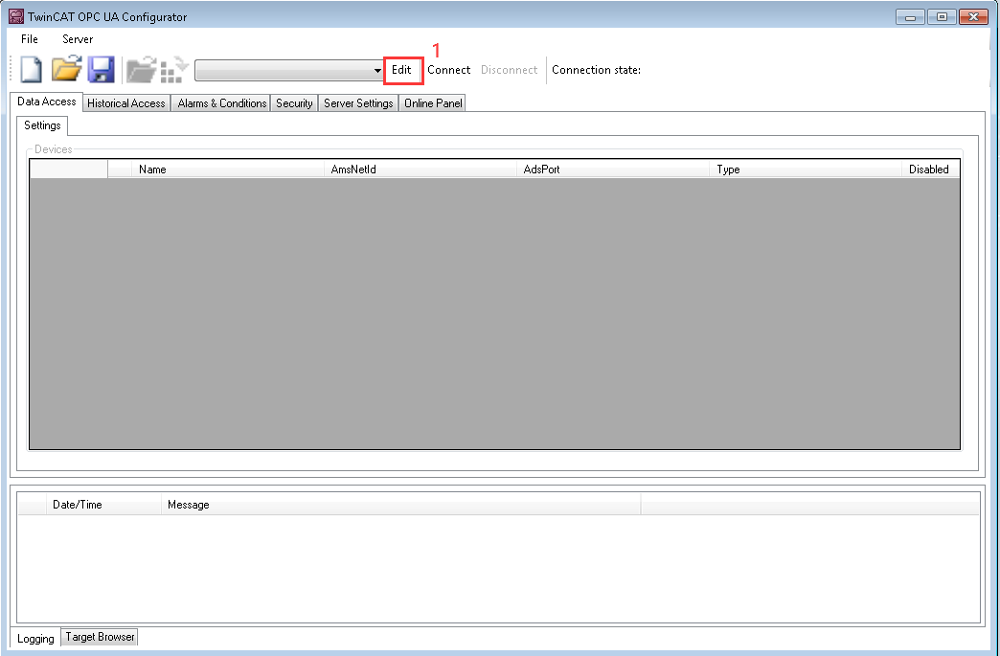 TwinCAT OPC UA Configurator
File Server
1
Edit Connect Disconnect Connection state:
Data Access Historical Access Alarms & Conditions Security Server Settings Online Panel
Settings
Devices
Name AmsNetId AdsPort Type Disabled
Date/Time Message
Logging Target Browser